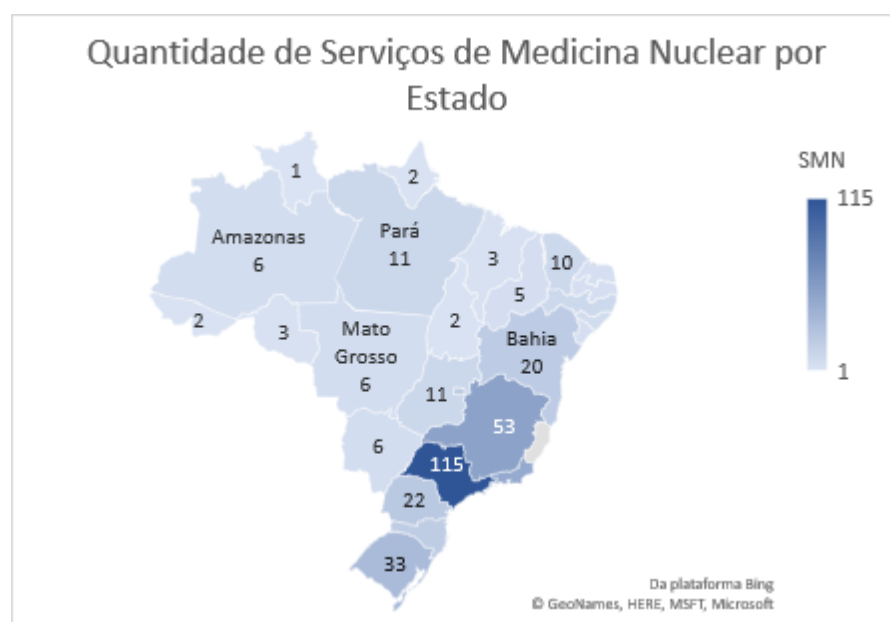 Quantidade de Serviços de Medicina Nuclear por
Estado
SMN
115
1
1
2
Amazonas
6
Pará
11
3
10
5
2
3
2
Mato
Grosso
6
Bahia
20
11
53
6
115
22
33
Da plataforma Bing
© GeoNames, HERE, MSFT, Microsoft